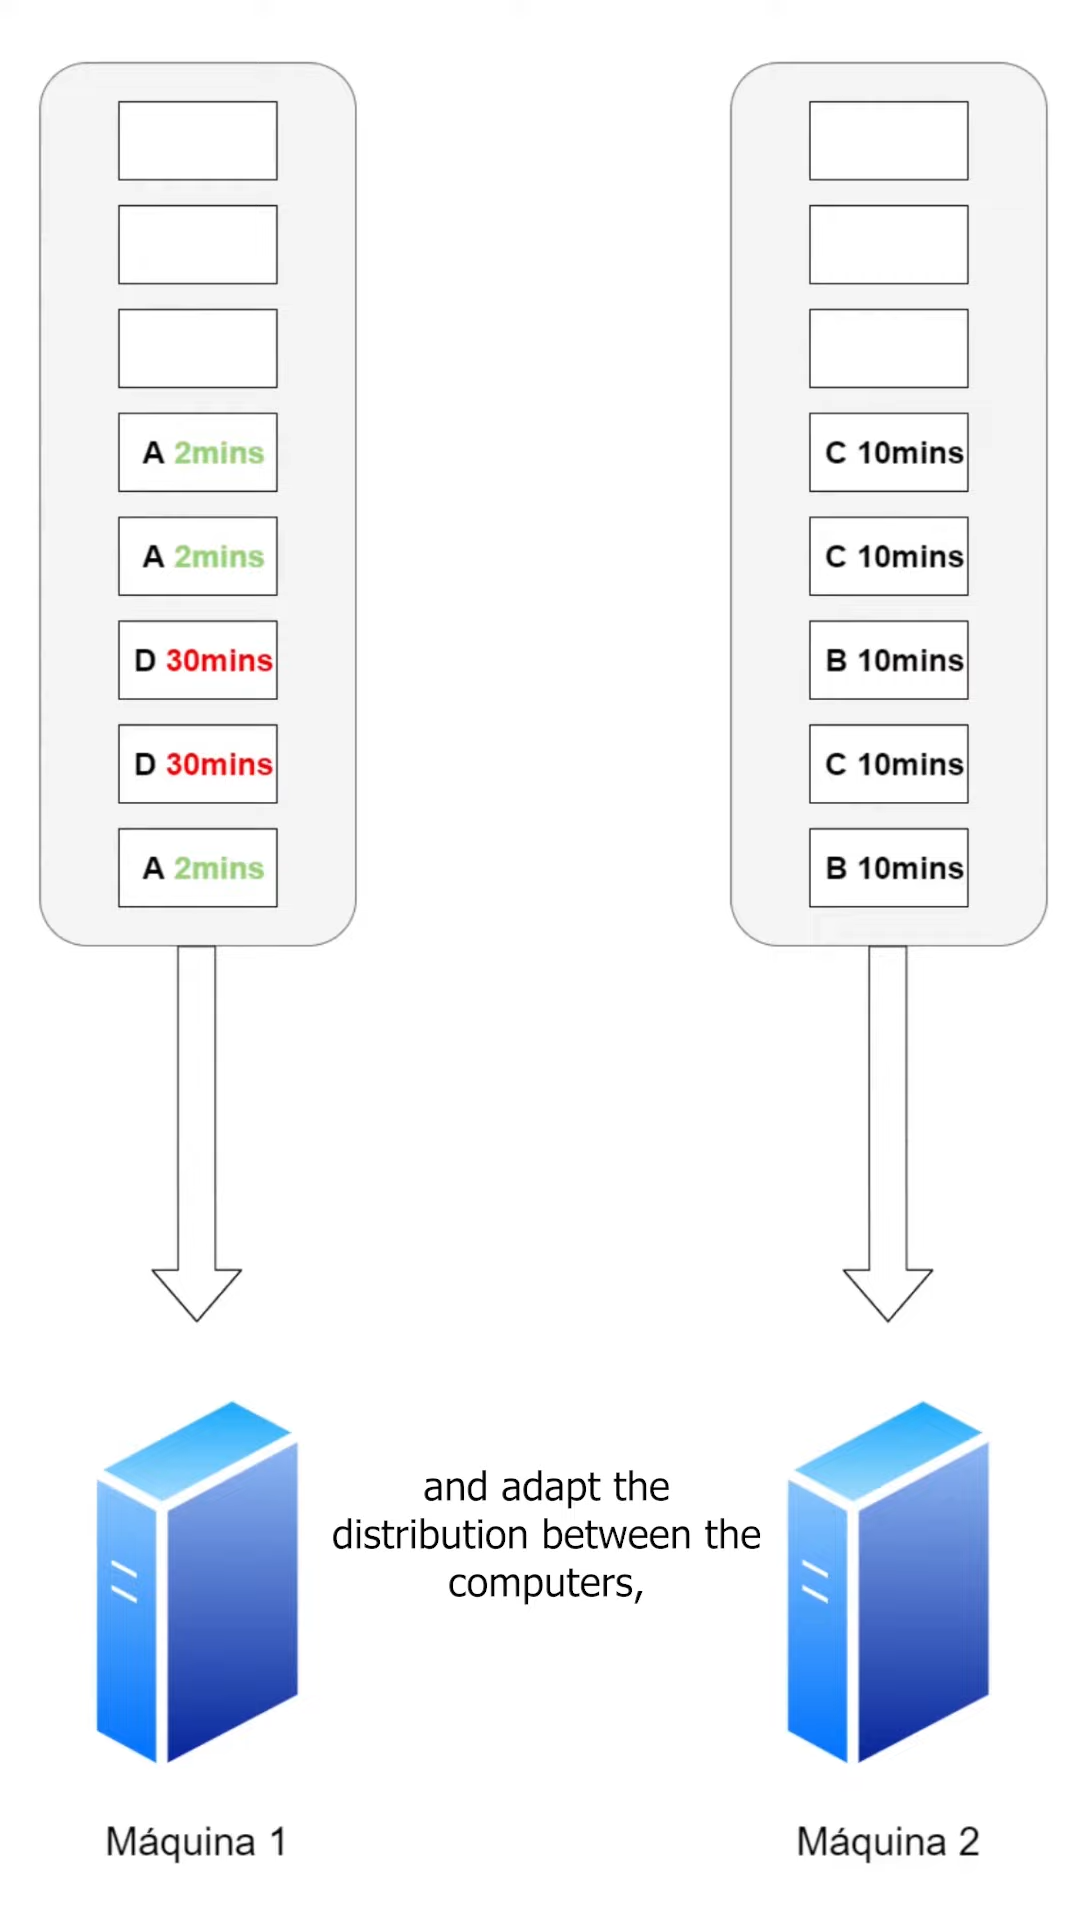 A 2mins
A 2mins
D 30mins
D 30mins
A 2mins
C 10mins
C 10mins
B 10mins
C 10mins
B 10mins
and adapt the
distribution between the
computers,
Máquina 1
Máquina 2